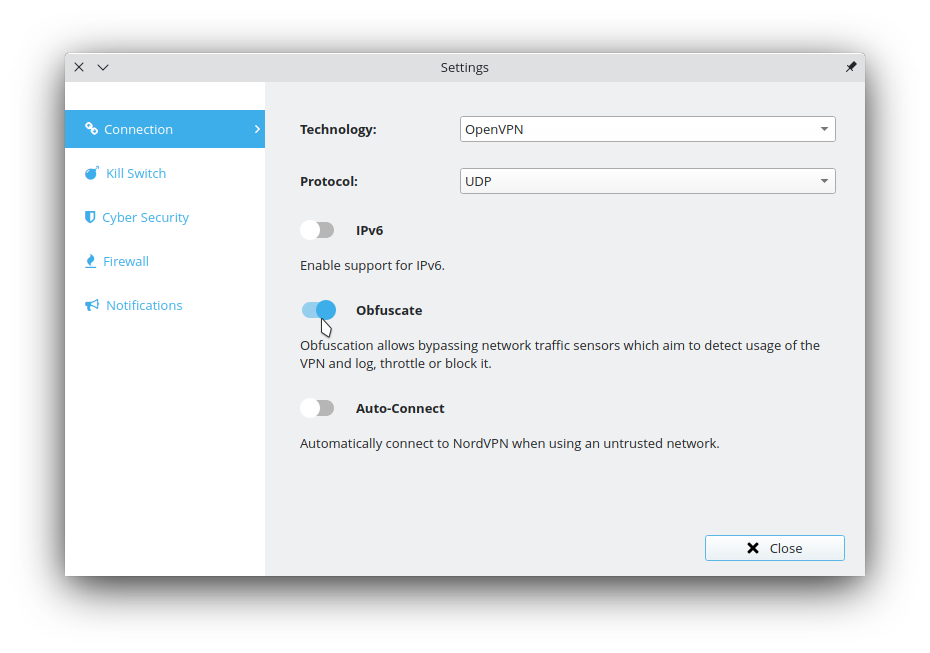 Settings
Connection
Kill Switch
Cyber Security
Firewall
Notifications
Technology: OpenVPN
Protocol: UDP
IPv6
Enable support for IPv6.
Obfuscate
Obfuscation allows bypassing network traffic sensors which aim to detect usage of the
VPN and log, throttle or block it.
Auto-Connect
Automatically connect to NordVPN when using an untrusted network.
Close